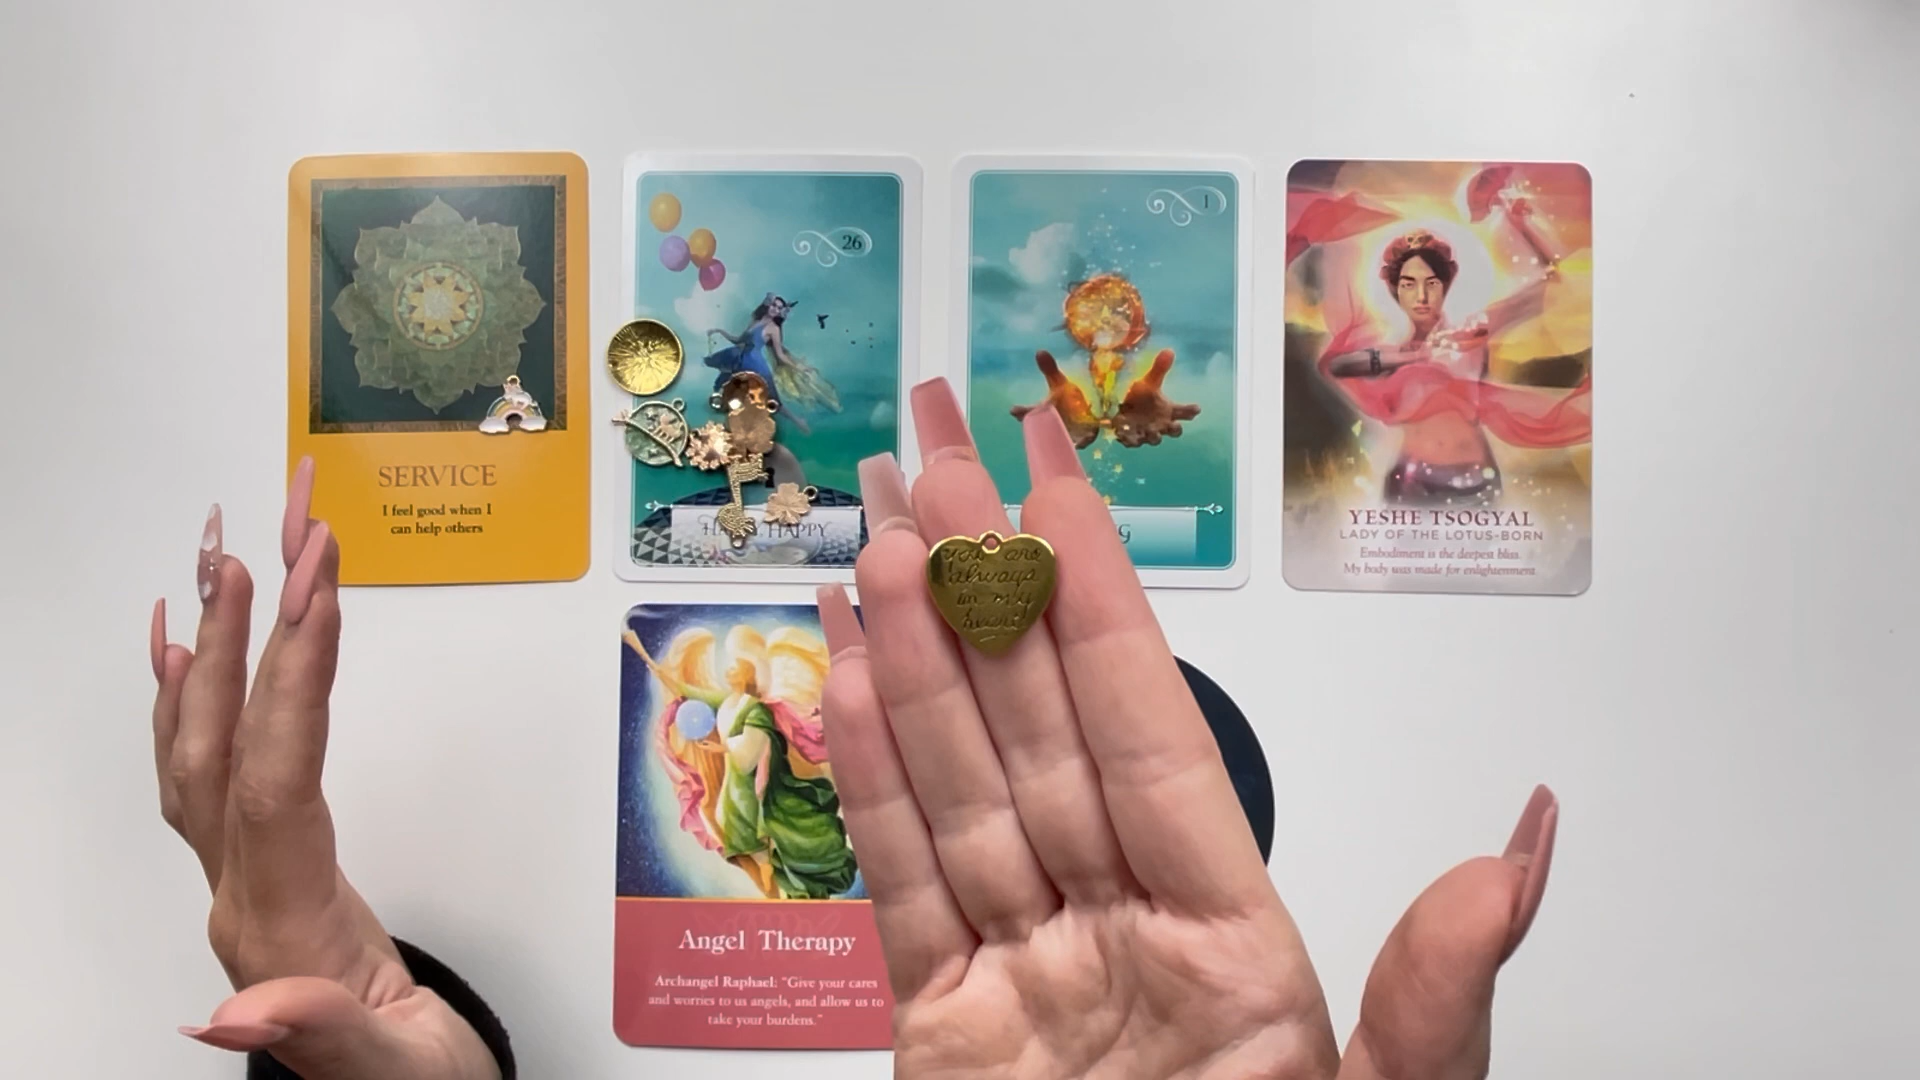 SERVICE
I feel good when I
can help others
26
HAPPY, HAPPY
1
G
YESHE TSOGYAL
LADY OF THE LOTUS-BORN
Embodiment is the deepest bliss.
My body was made for enlightenment.
you are
always
in my
heart
Angel Therapy
Archangel Raphael: "Give your cares
and worries to us angels, and allow us to
take your burdens."